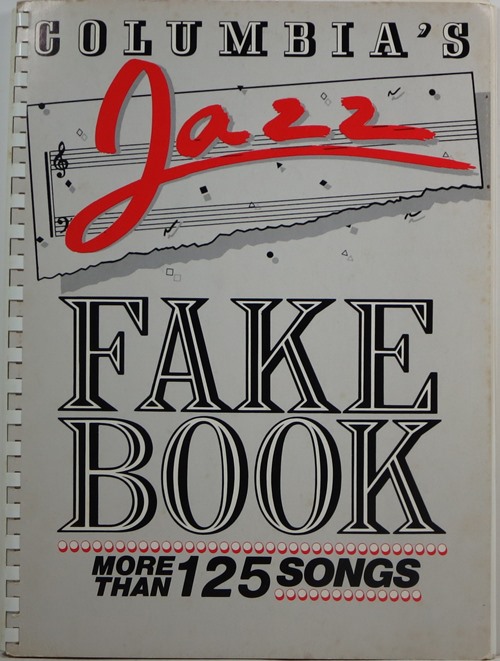 COLUMBIA'S
Jazz
FAKE
BOOK
MORE THAN 125 SONGS